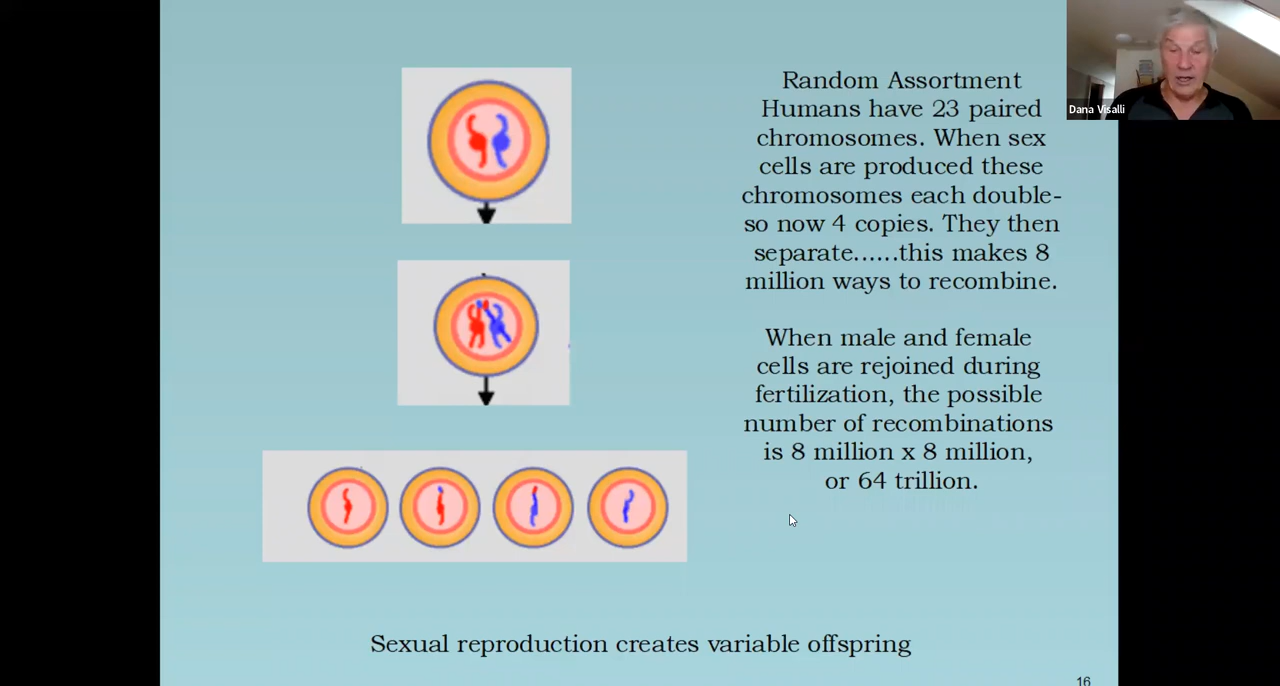 Random Assortment
Humans have 23 paired
chromosomes. When sex
cells are produced these
chromosomes each double-
so now 4 copies. They then
separate......this makes 8
million ways to recombine.
When male and female
cells are rejoined during
fertilization, the possible
number of recombinations
is 8 million x 8 million,
or 64 trillion.
Sexual reproduction creates variable offspring
16
Dana Visalli